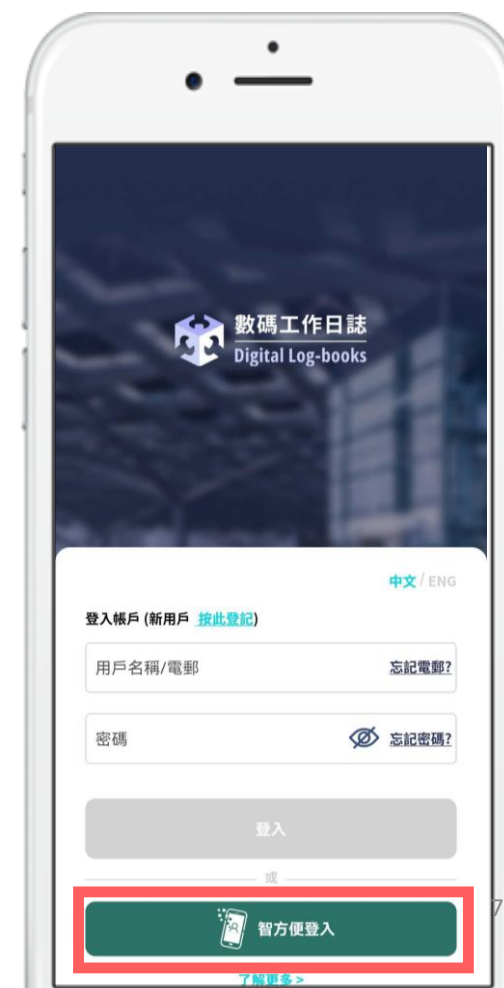 數碼工作日誌
Digital Log-books
中文 / ENG
登入帳戶 (新用戶 按此登記)
用戶名稱/電郵 忘記電郵?
密碼 忘記密碼?
登入
或
智方便登入
7
了解更多 >